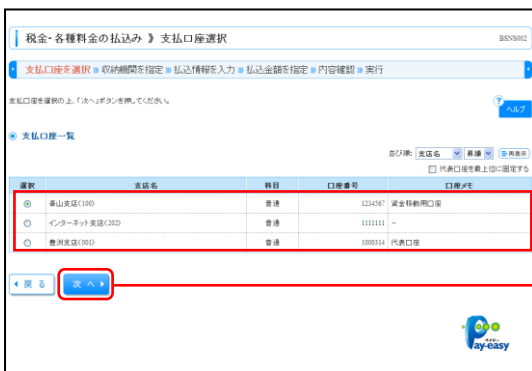 税金・各種料金の払込み 》 支払口座選択
BSNS002
支払口座を選択 » 収納機関を指定 » 払込情報を入力 » 払込金額を指定 » 内容確認 » 実行
支払口座を選択の上、「次へ」ボタンを押してください。
? ヘルプ
支払口座一覧
並び順: 支店名 昇順 再表示
代表口座を最上位に固定する
選択 支店名 科目 口座番号 口座メモ
青山支店(100) 普通 1234567 資金移動用口座
インターネット支店(202) 普通 1111111 −
豊洲支店(001) 普通 1000314 代表口座
戻る 次へ
ペイジー
Pay-easy